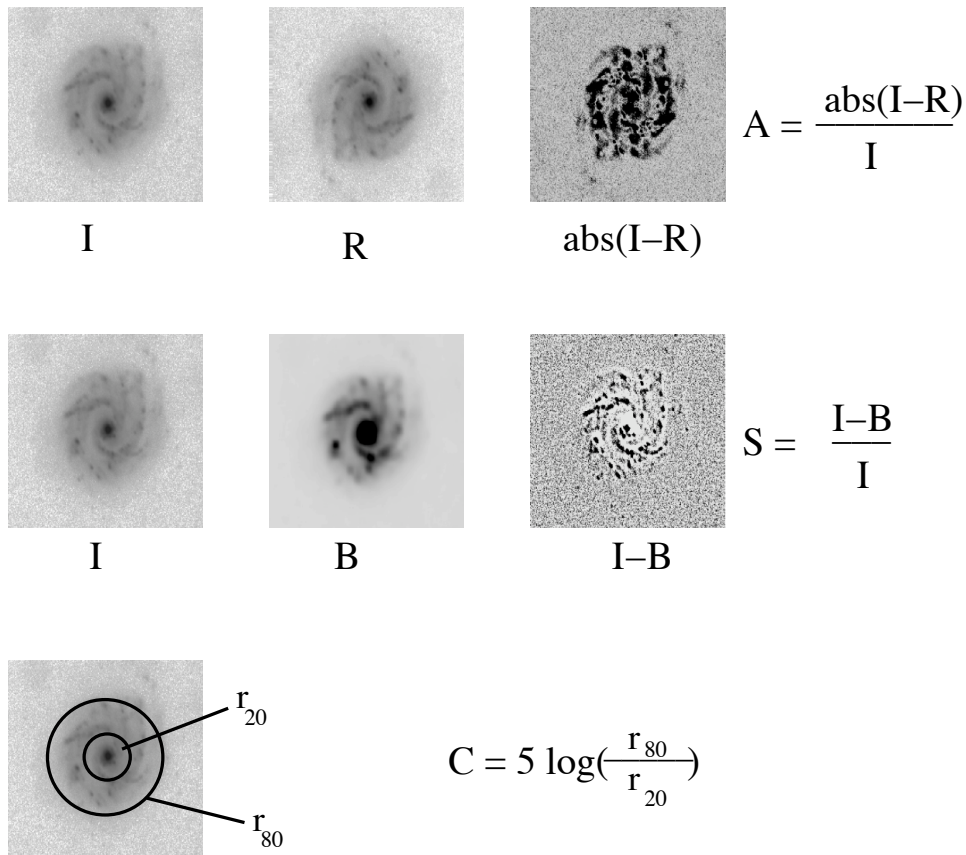 I
R
abs(I–R)
A = abs(I–R) / I
I
B
I–B
S = I–B / I
r20
r80
C = 5 log(r80 / r20)